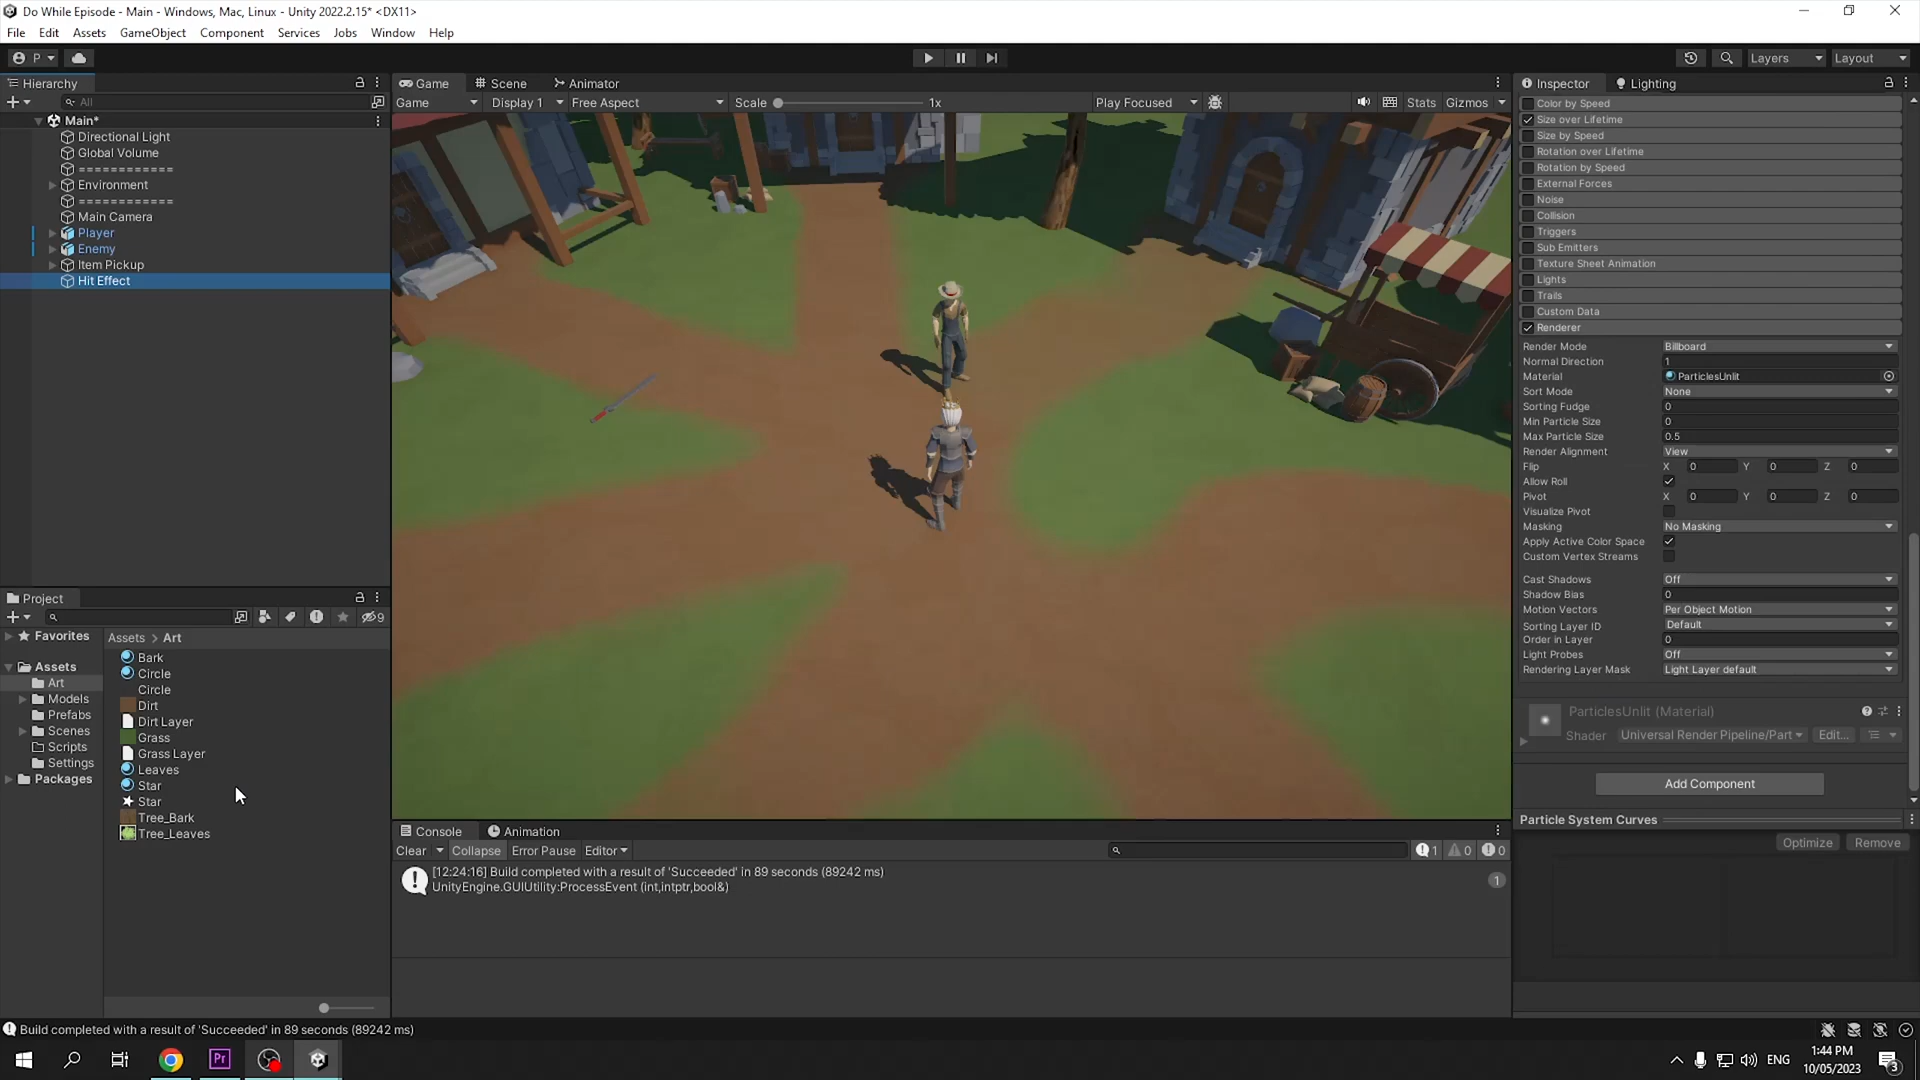 Do While Episode - Main - Windows, Mac, Linux - Unity 2022.2.15* <DX11>
File Edit Assets GameObject Component Services Jobs Window Help
P Layers Layout
Hierarchy
All
Main*
Directional Light
Global Volume
============
Environment
============
Main Camera
Player
Enemy
Item Pickup
Hit Effect
Game Scene Animator
Game Display 1 Free Aspect Scale 1x Play Focused Stats Gizmos
Inspector Lighting
Color by Speed
Size over Lifetime
Size by Speed
Rotation over Lifetime
Rotation by Speed
External Forces
Noise
Collision
Triggers
Sub Emitters
Texture Sheet Animation
Lights
Trails
Custom Data
Renderer
Render Mode Billboard
Normal Direction 1
Material ParticlesUnlit
Sort Mode None
Sorting Fudge 0
Min Particle Size 0
Max Particle Size 0.5
Render Alignment View
Flip X 0 Y 0 Z 0
Allow Roll
Pivot X 0 Y 0 Z 0
Visualize Pivot
Masking No Masking
Apply Active Color Space
Custom Vertex Streams
Cast Shadows Off
Shadow Bias 0
Motion Vectors Per Object Motion
Sorting Layer ID Default
Order in Layer 0
Light Probes Off
Rendering Layer Mask Light Layer default
ParticlesUnlit (Material)
Shader Universal Render Pipeline/Part Edit...
Add Component
Particle System Curves
Optimize Remove
Project
9
Favorites
Assets
Art
Models
Prefabs
Scenes
Scripts
Settings
Packages
Assets > Art
Bark
Circle
Circle
Dirt
Dirt Layer
Grass
Grass Layer
Leaves
Star
Star
Tree_Bark
Tree_Leaves
Console Animation
Clear Collapse Error Pause Editor 1 0 0
[12:24:16] Build completed with a result of 'Succeeded' in 89 seconds (89242 ms)
UnityEngine.GUIUtility:ProcessEvent (int,intptr,bool&)
1
Build completed with a result of 'Succeeded' in 89 seconds (89242 ms)
Pr
ENG
1:44 PM
10/05/2023
3